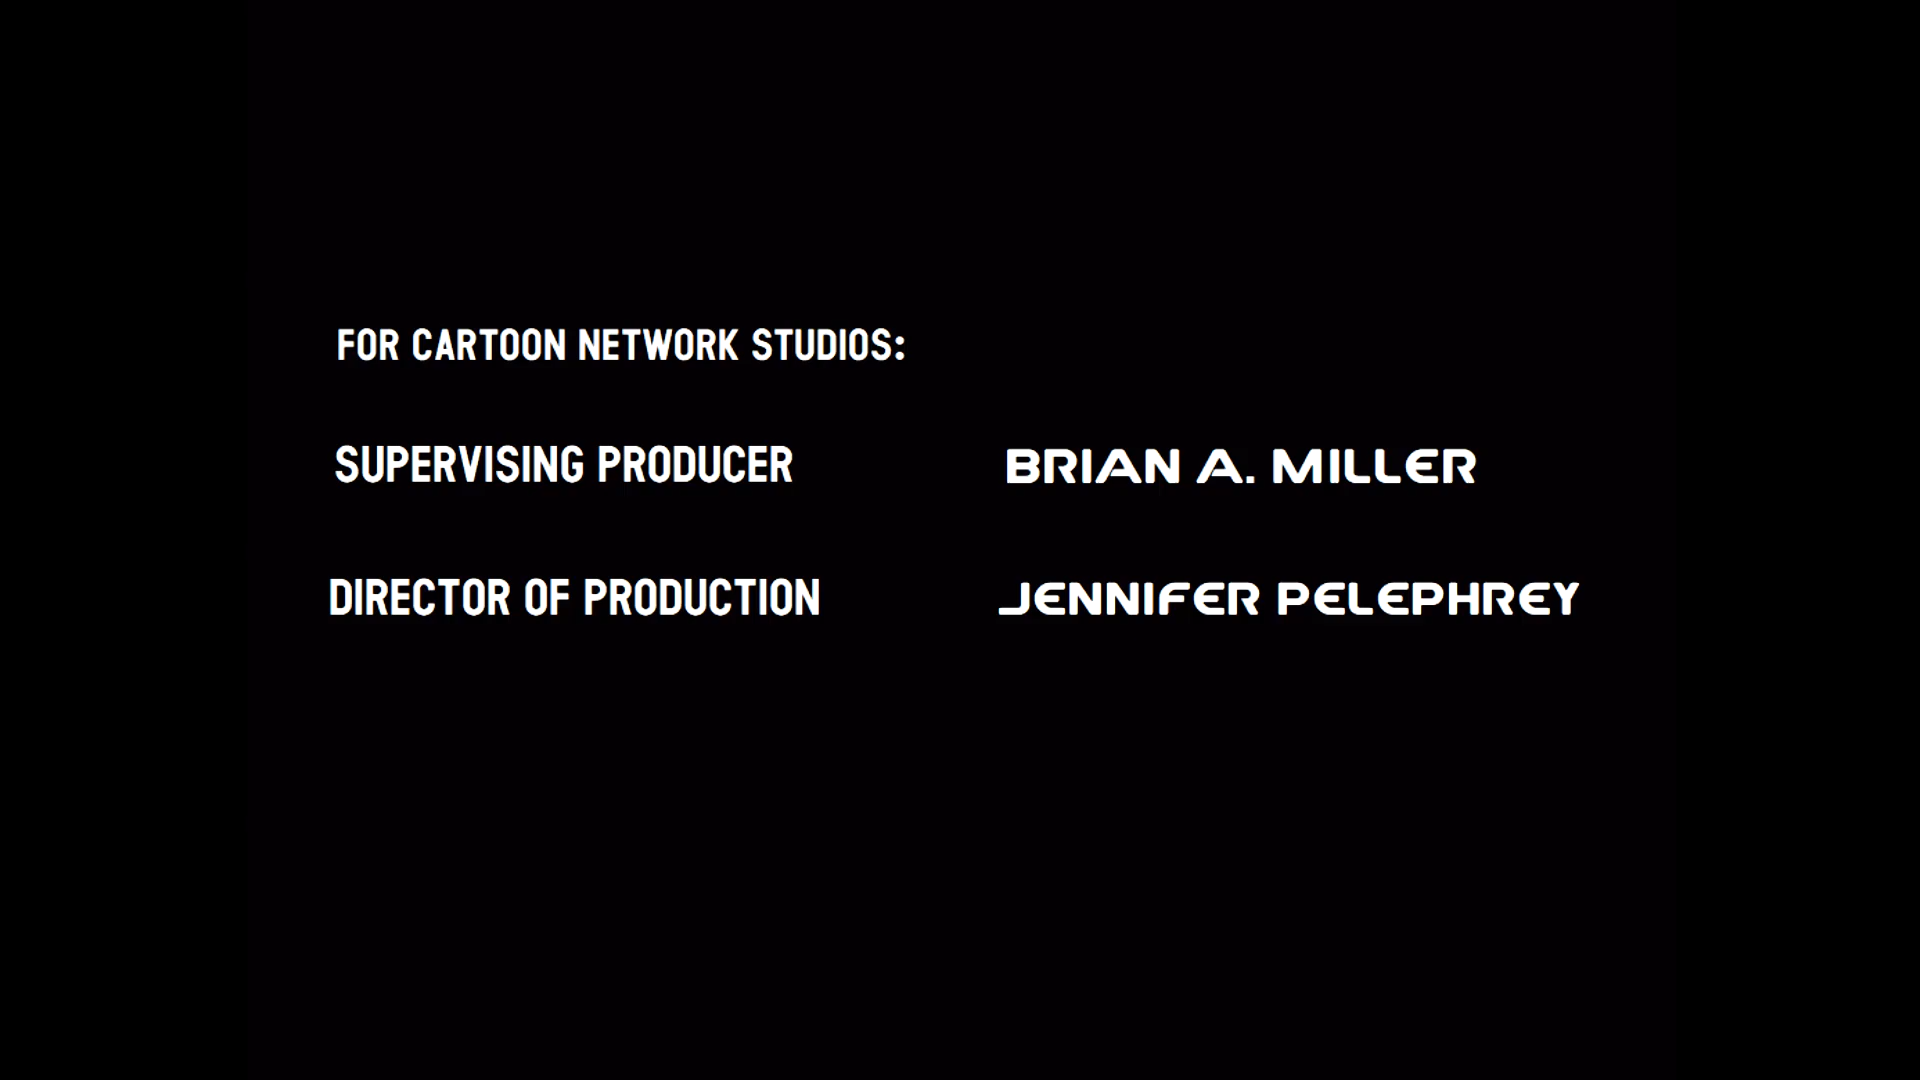 FOR CARTOON NETWORK STUDIOS:
SUPERVISING PRODUCER BRIAN A. MILLER
DIRECTOR OF PRODUCTION JENNIFER PELEPHREY